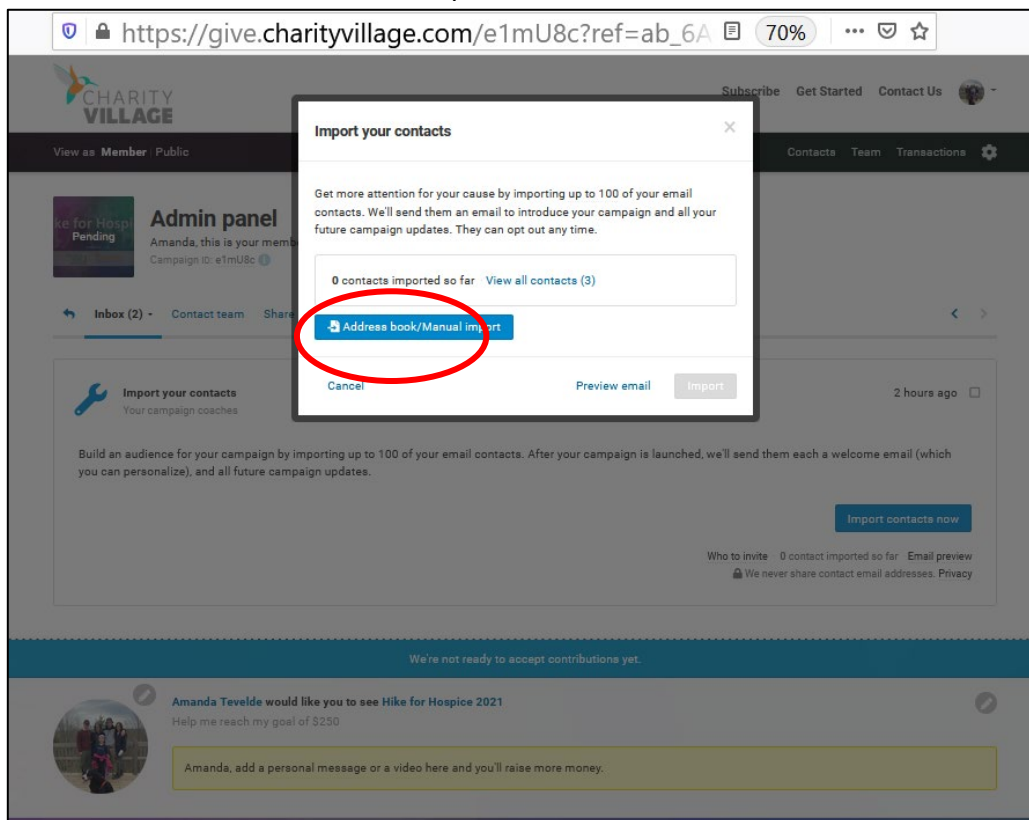 https://give.charityvillage.com/e1mU8c?ref=ab_6A 70%
CHARITY
VILLAGE
Subscribe Get Started Contact Us
View as Member Public
Contacts Team Transactions
Import your contacts
Get more attention for your cause by importing up to 100 of your email
contacts. We'll send them an email to introduce your campaign and all your
future campaign updates. They can opt out any time.
0 contacts imported so far View all contacts (3)
Address book/Manual import
Cancel Preview email Import
ke for Hospi
Pending
Admin panel
Amanda, this is your memb
Campaign ID: e1mU8c
Inbox (2) Contact team Share
Import your contacts
Your campaign coaches
2 hours ago
Build an audience for your campaign by importing up to 100 of your email contacts. After your campaign is launched, we'll send them each a welcome email (which
you can personalize), and all future campaign updates.
Import contacts now
Who to invite 0 contact imported so far Email preview
We never share contact email addresses. Privacy
We're not ready to accept contributions yet.
Amanda Tevelde would like you to see Hike for Hospice 2021
Help me reach my goal of $250
Amanda, add a personal message or a video here and you'll raise more money.